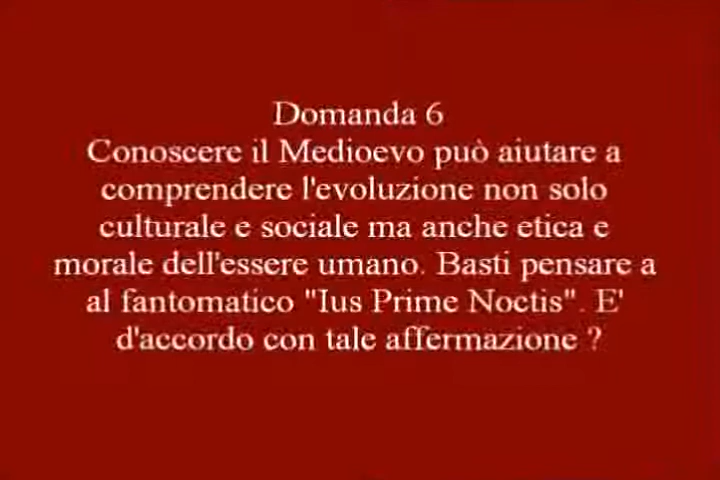 Domanda 6
Conoscere il Medioevo può aiutare a
comprendere l'evoluzione non solo
culturale e sociale ma anche etica e
morale dell'essere umano. Basti pensare a
al fantomatico "Ius Prime Noctis". E'
d'accordo con tale affermazione ?